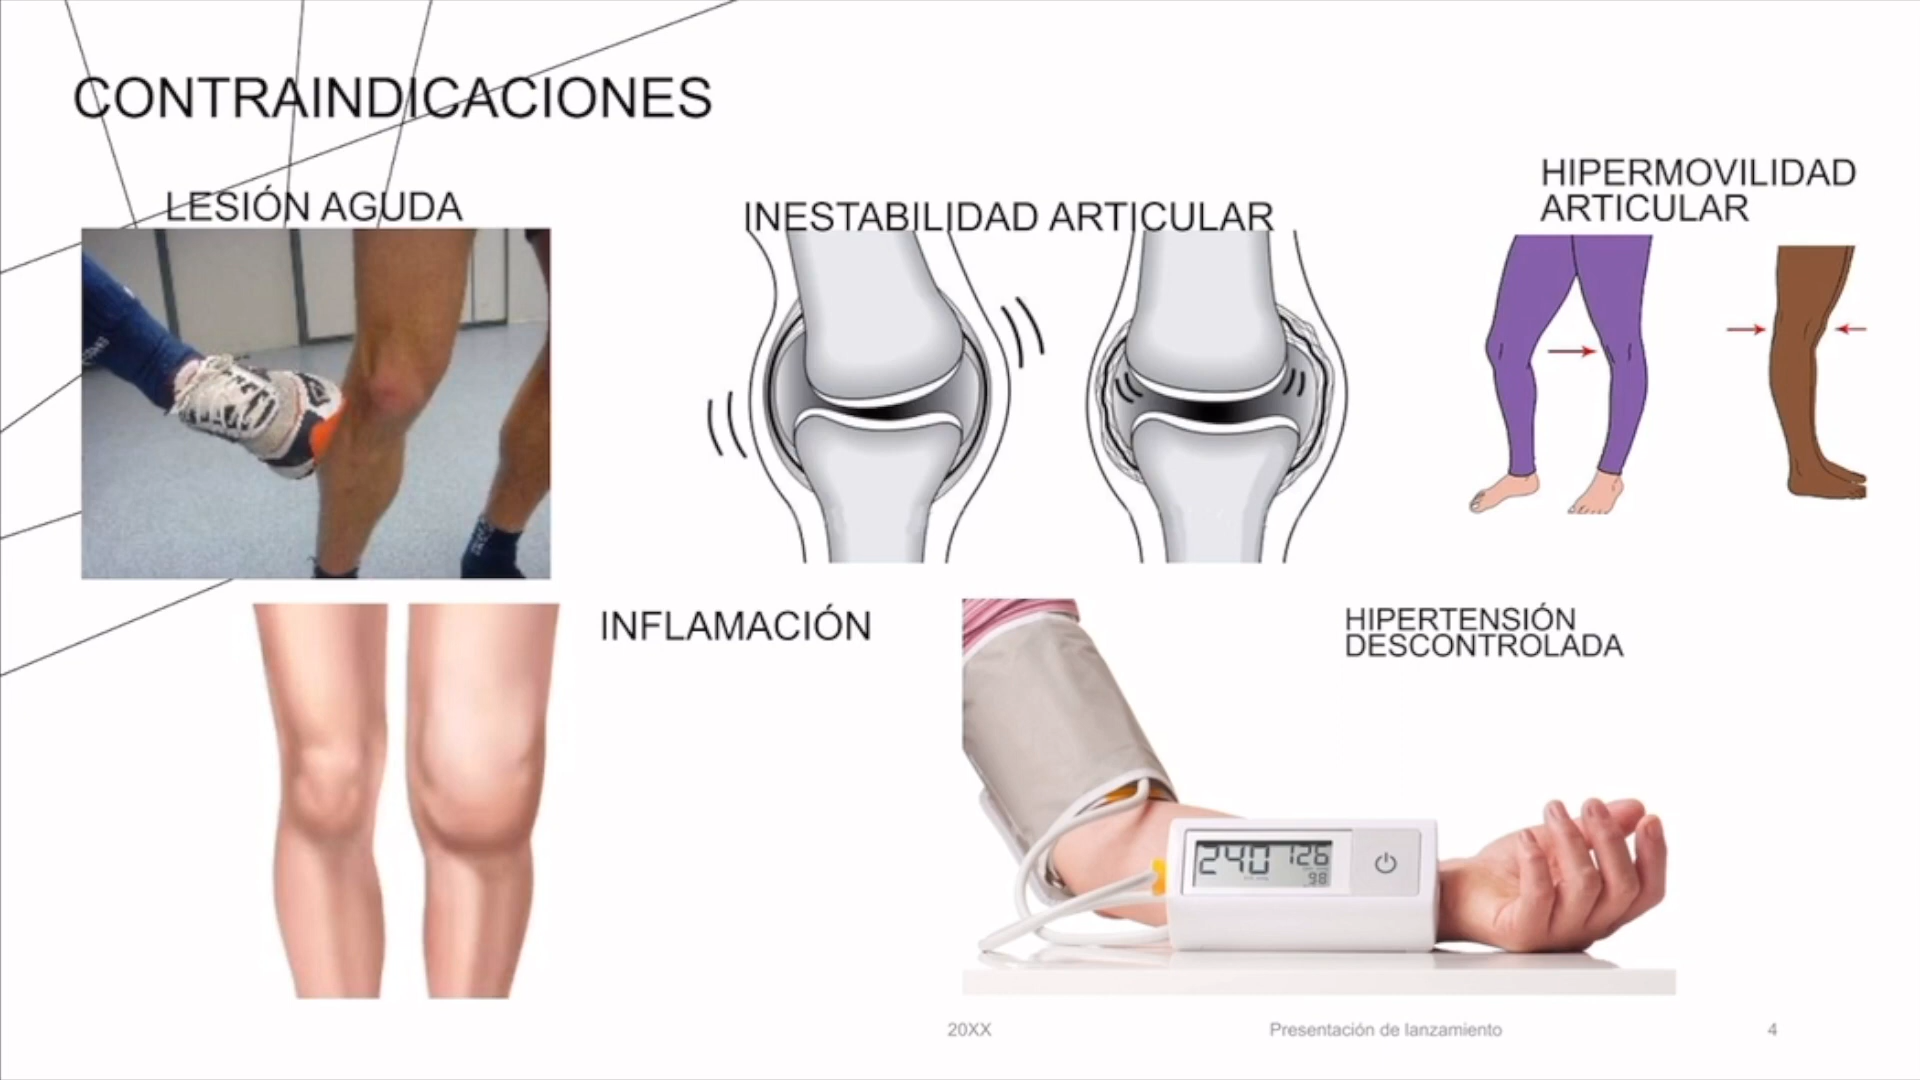 CONTRAINDICACIONES
LESIÓN AGUDA
INESTABILIDAD ARTICULAR
HIPERMOVILIDAD
ARTICULAR
INFLAMACIÓN
HIPERTENSIÓN
DESCONTROLADA
240 126
98
20XX
Presentación de lanzamiento
4